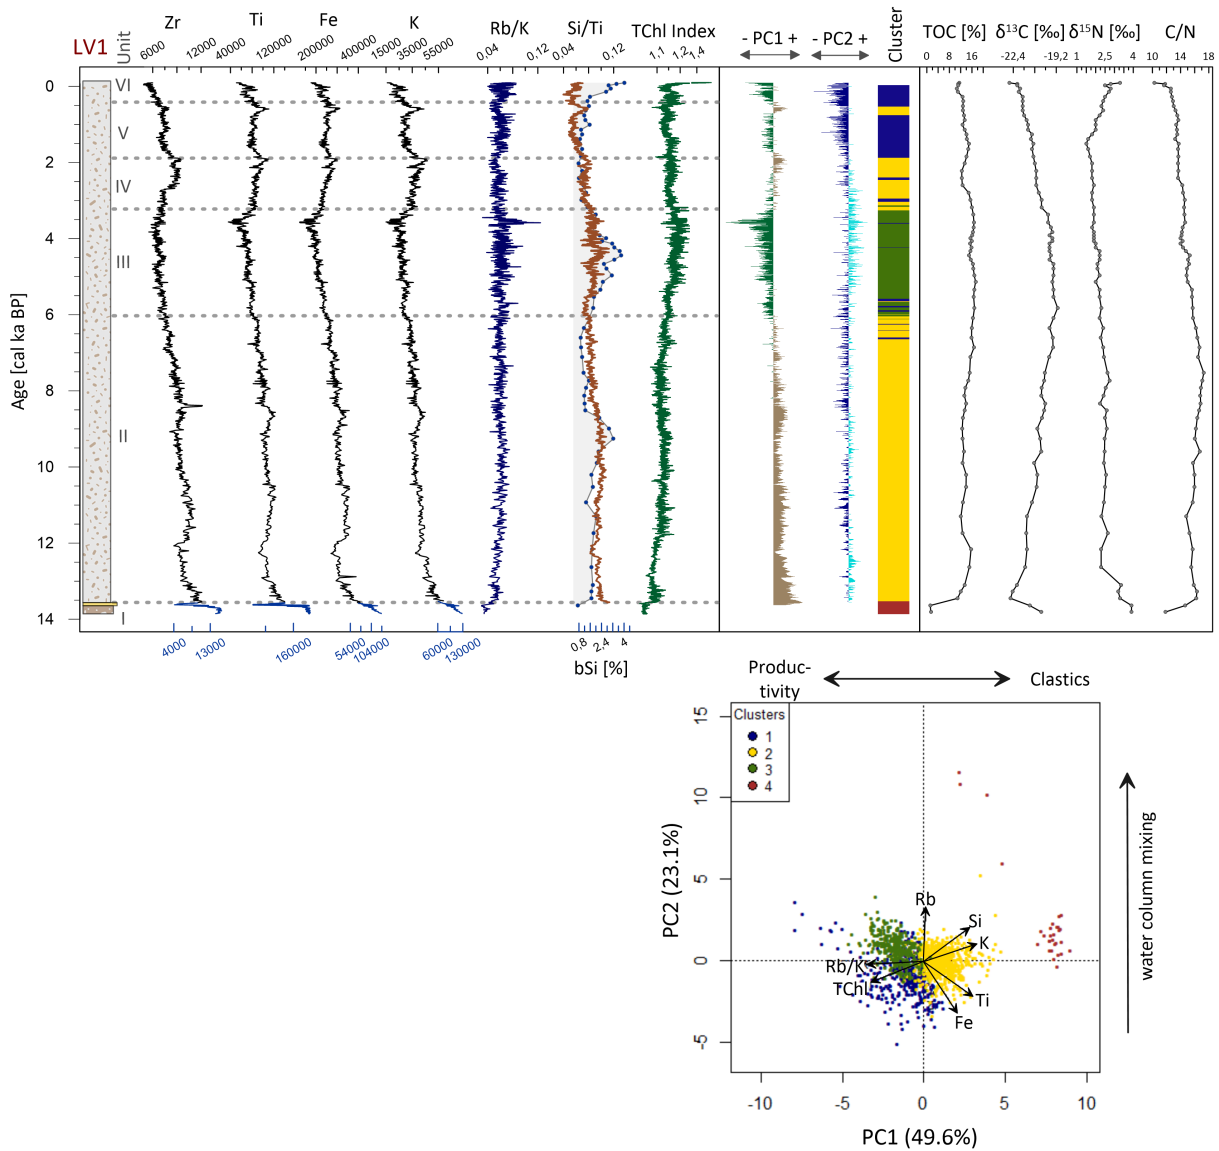 LV1
Unit
Zr
Ti
Fe
K
Rb/K
Si/Ti
TChl Index
- PC1 +
- PC2 +
Cluster
TOC [%]
δ¹³C [‰]
δ¹⁵N [‰]
C/N
6000 12000
40000 120000
200000 400000
15000 35000 55000
0,04 0,12
0,04 0,12
1,1 1,2 1,4
0 8 16
-22,4 -19,2
1 2,5 4
10 14 18
Age [cal ka BP]
0
2
4
6
8
10
12
14
VI
V
IV
III
II
I
4000 13000
160000
54000 104000
60000 130000
0,8 2,4 4
bSi [%]
Produc-
tivity
Clastics
Clusters
1
2
3
4
15
10
5
0
-5
PC2 (23.1%)
Rb
Si
K
Rb/K
TChl
Ti
Fe
water column mixing
-10 -5 0 5 10
PC1 (49.6%)